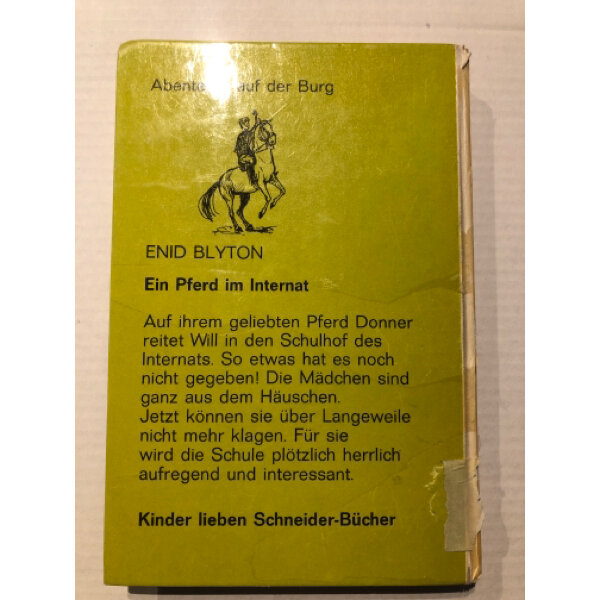 Abenteuer auf der Burg
ENID BLYTON
Ein Pferd im Internat
Auf ihrem geliebten Pferd Donner
reitet Will in den Schulhof des
Internats. So etwas hat es noch
nicht gegeben! Die Mädchen sind
ganz aus dem Häuschen.
Jetzt können sie über Langeweile
nicht mehr klagen. Für sie
wird die Schule plötzlich herrlich
aufregend und interessant.
Kinder lieben Schneider-Bücher